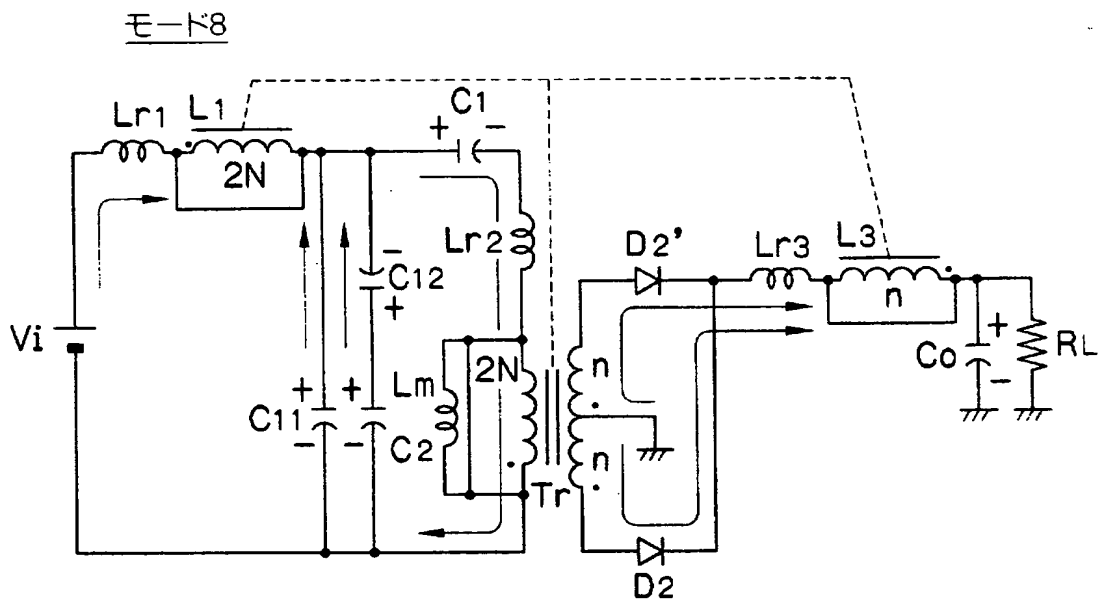 モード8
Lr1
L1
2N
C1
+
−
Lr2
−
C12
+
Vi
Lm
2N
+
C11
−
+
C2
−
Tr
n
n
D2'
D2
Lr3
L3
n
Co
+
−
RL